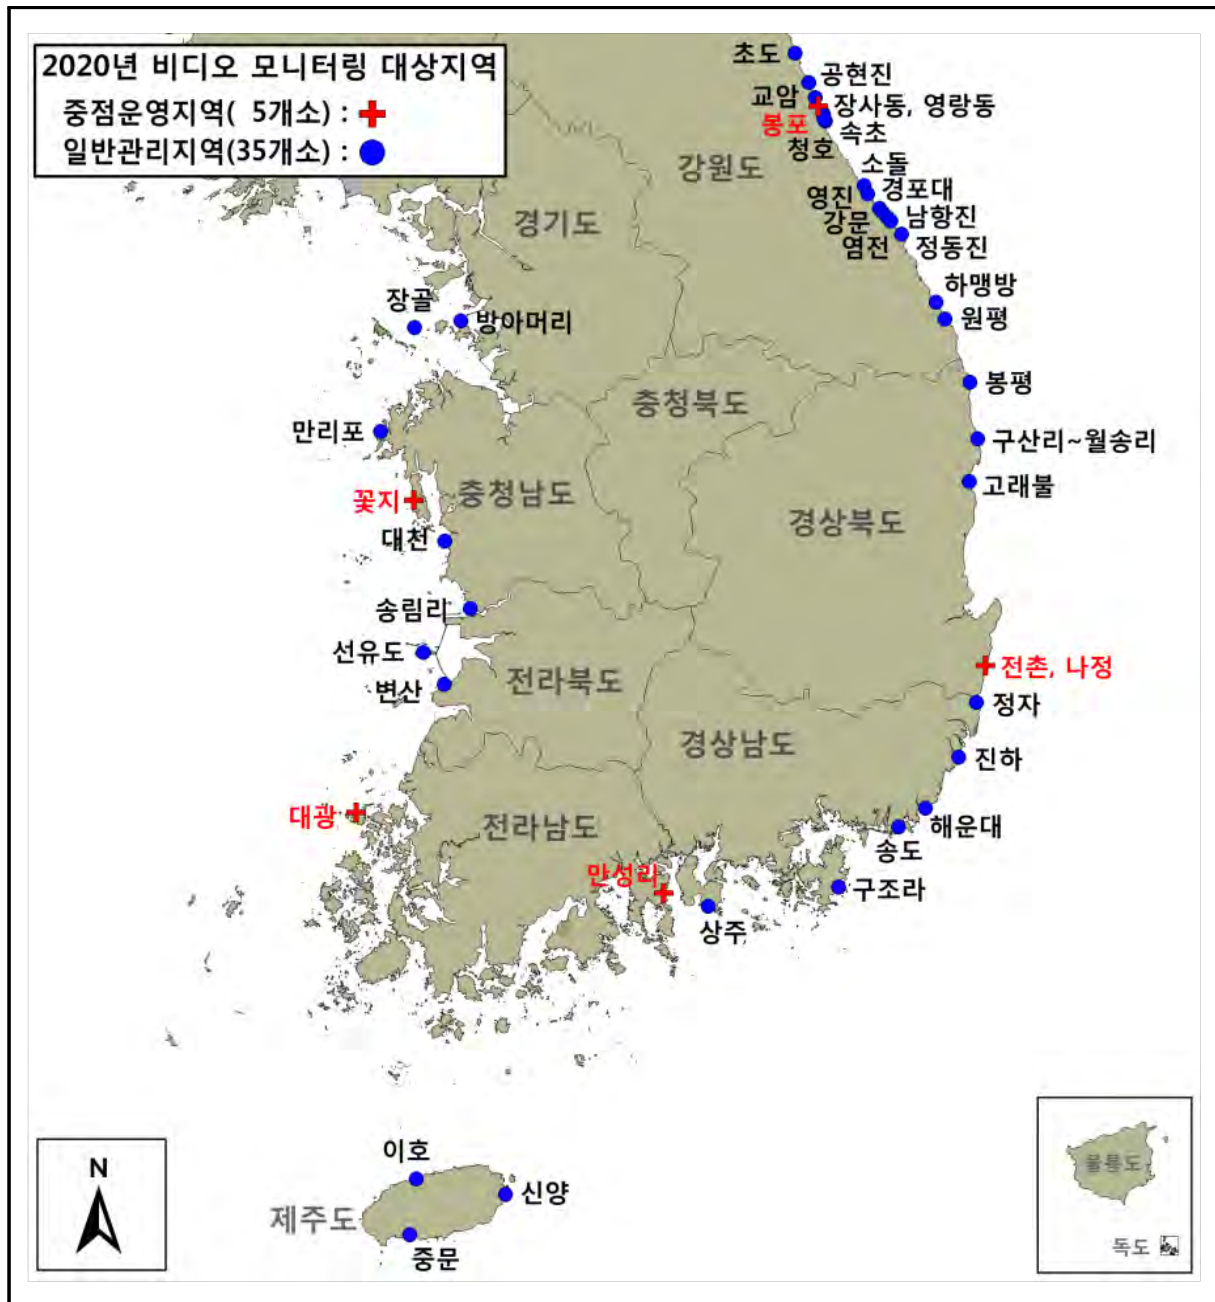 2020년 비디오 모니터링 대상지역
중점운영지역( 5개소) :
일반관리지역(35개소) :
초도
공현진
교암
장사동, 영랑동
봉포
속초
청호
강원도
소돌
경포대
영진
강문
남항진
염전
정동진
경기도
하맹방
원평
장골
방아머리
봉평
충청북도
만리포
구산리~월송리
꽃지
충청남도
고래불
경상북도
대천
송림리
선유도
전촌, 나정
변산
전라북도
정자
경상남도
진하
대광
전라남도
해운대
송도
만성리
구조라
상주
이호
신양
제주도
중문
N
울릉도
독도